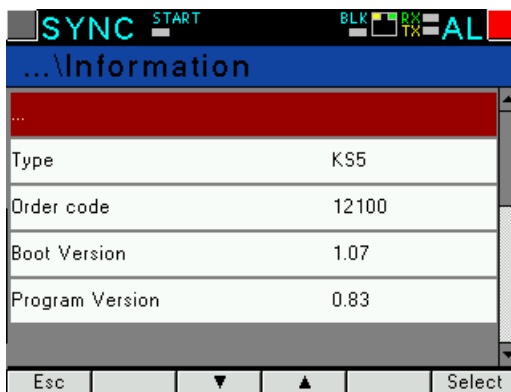 SYNC START BLK RX TX AL
...\Information
...
Type KS5
Order code 12100
Boot Version 1.07
Program Version 0.83
Esc ▼ ▲ Select